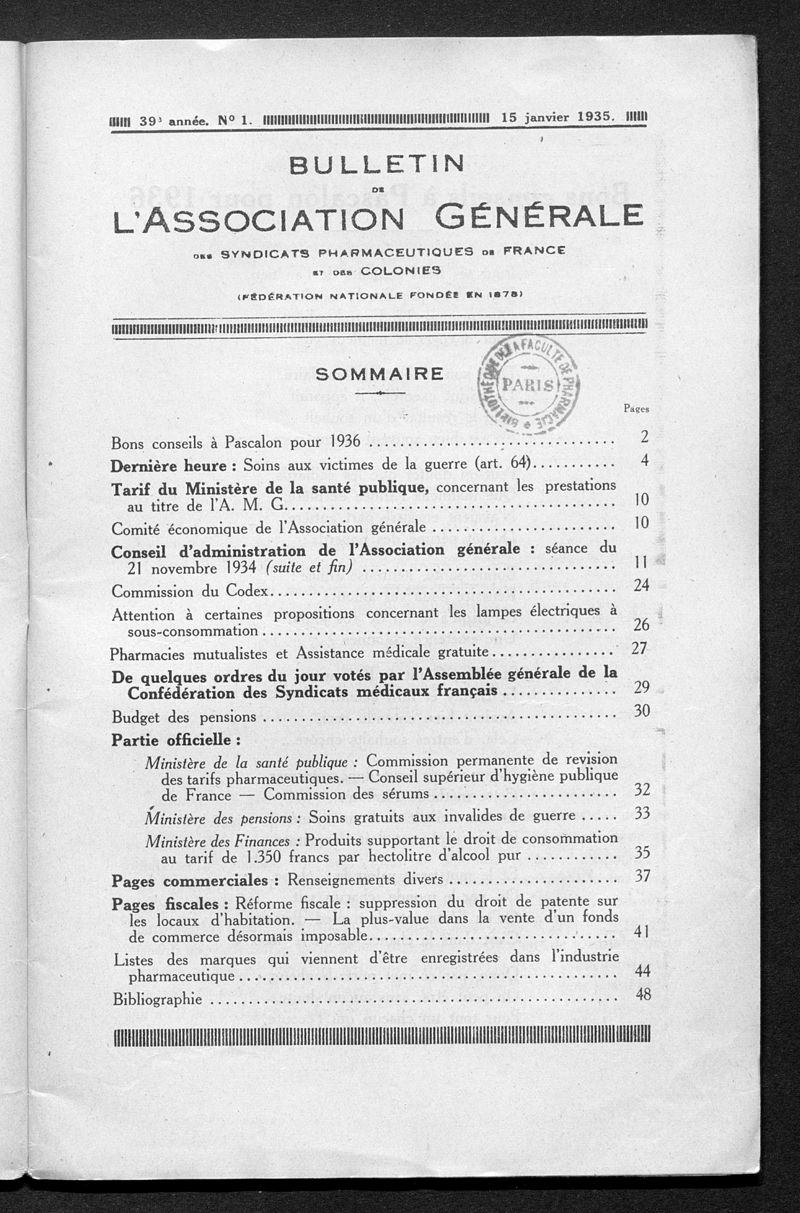 39ᵉ année. Nº 1. 15 janvier 1935.
BULLETIN
DE
L'ASSOCIATION GÉNÉRALE
DES SYNDICATS PHARMACEUTIQUES DE FRANCE
ET DES COLONIES
(FÉDÉRATION NATIONALE FONDÉE EN 1878)
SOMMAIRE
BIBLIOTHÈQUE DE LA FACULTÉ DE PHARMACIE
PARIS
Pages
Bons conseils à Pascalon pour 1936 ........ 2
Dernière heure : Soins aux victimes de la guerre (art. 64)........ 4
Tarif du Ministère de la santé publique, concernant les prestations
au titre de l'A. M. G........ 10
Comité économique de l'Association générale ........ 10
Conseil d'administration de l'Association générale : séance du
21 novembre 1934 (suite et fin) ........ 11
Commission du Codex........ 24
Attention à certaines propositions concernant les lampes électriques à
sous-consommation ........ 26
Pharmacies mutualistes et Assistance médicale gratuite........ 27
De quelques ordres du jour votés par l'Assemblée générale de la
Confédération des Syndicats médicaux français ........ 29
Budget des pensions ........ 30
Partie officielle :
Ministère de la santé publique : Commission permanente de revision
des tarifs pharmaceutiques. — Conseil supérieur d'hygiène publique
de France — Commission des sérums ........ 32
Ministère des pensions : Soins gratuits aux invalides de guerre ..... 33
Ministère des Finances : Produits supportant le droit de consommation
au tarif de 1.350 francs par hectolitre d'alcool pur ........ 35
Pages commerciales : Renseignements divers ........ 37
Pages fiscales : Réforme fiscale : suppression du droit de patente sur
les locaux d'habitation. — La plus-value dans la vente d'un fonds
de commerce désormais imposable........ 41
Listes des marques qui viennent d'être enregistrées dans l'industrie
pharmaceutique ........ 44
Bibliographie ........ 48